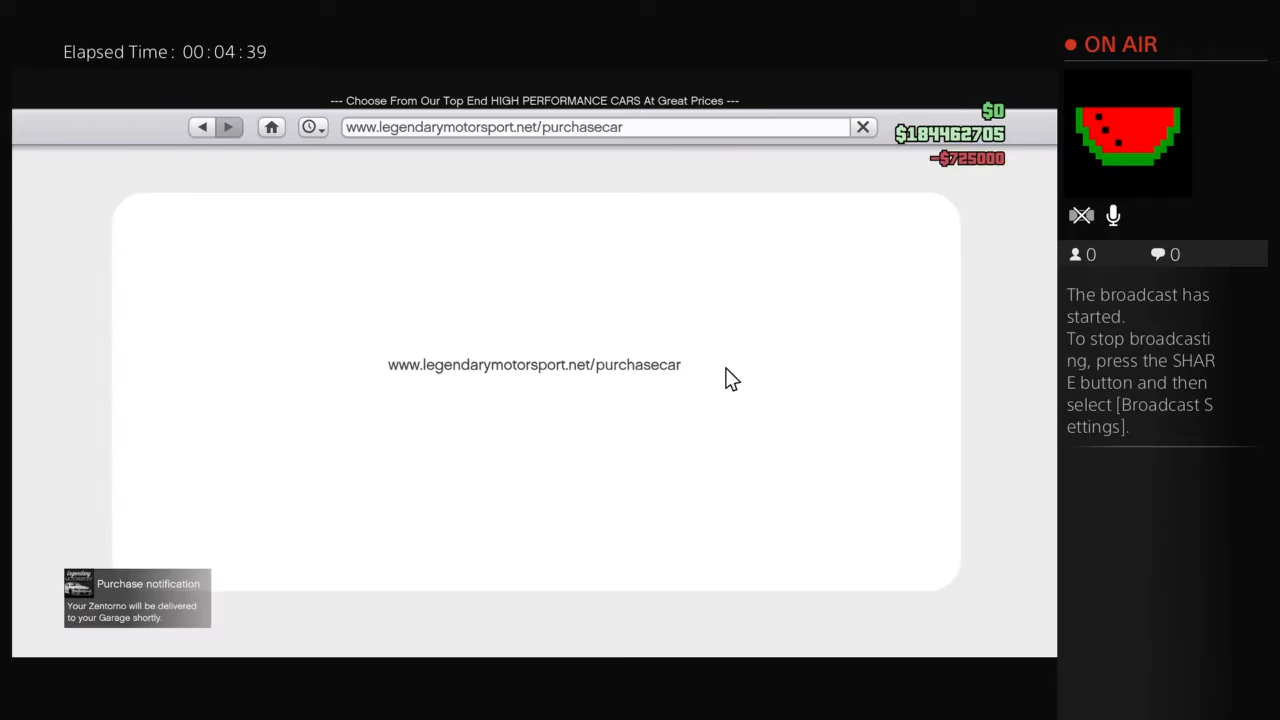 Elapsed Time: 00:04:39
ON AIR
--- Choose From Our Top End HIGH PERFORMANCE CARS At Great Prices ---
$0
www.legendarymotorsport.net/purchasecar
$184462705
-$725000
0
0
The broadcast has
started.
To stop broadcasti
ng, press the SHAR
E button and then
select [Broadcast S
ettings].
www.legendarymotorsport.net/purchasecar
Legendary
MOTORSPORT
Purchase notification
Your Zentorno will be delivered
to your Garage shortly.